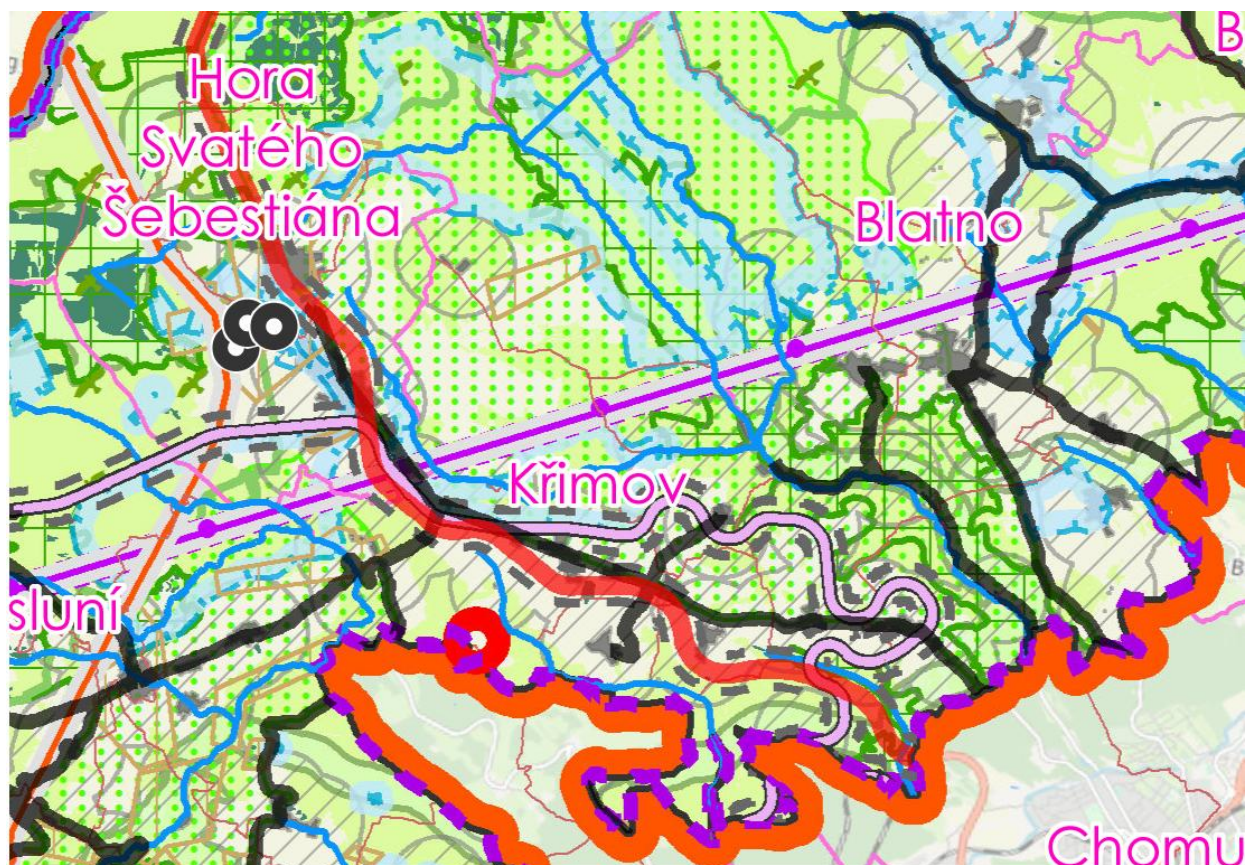 B
Hora
Svatého
Šebestiána
Blatno
Křimov
sluní
Chomu